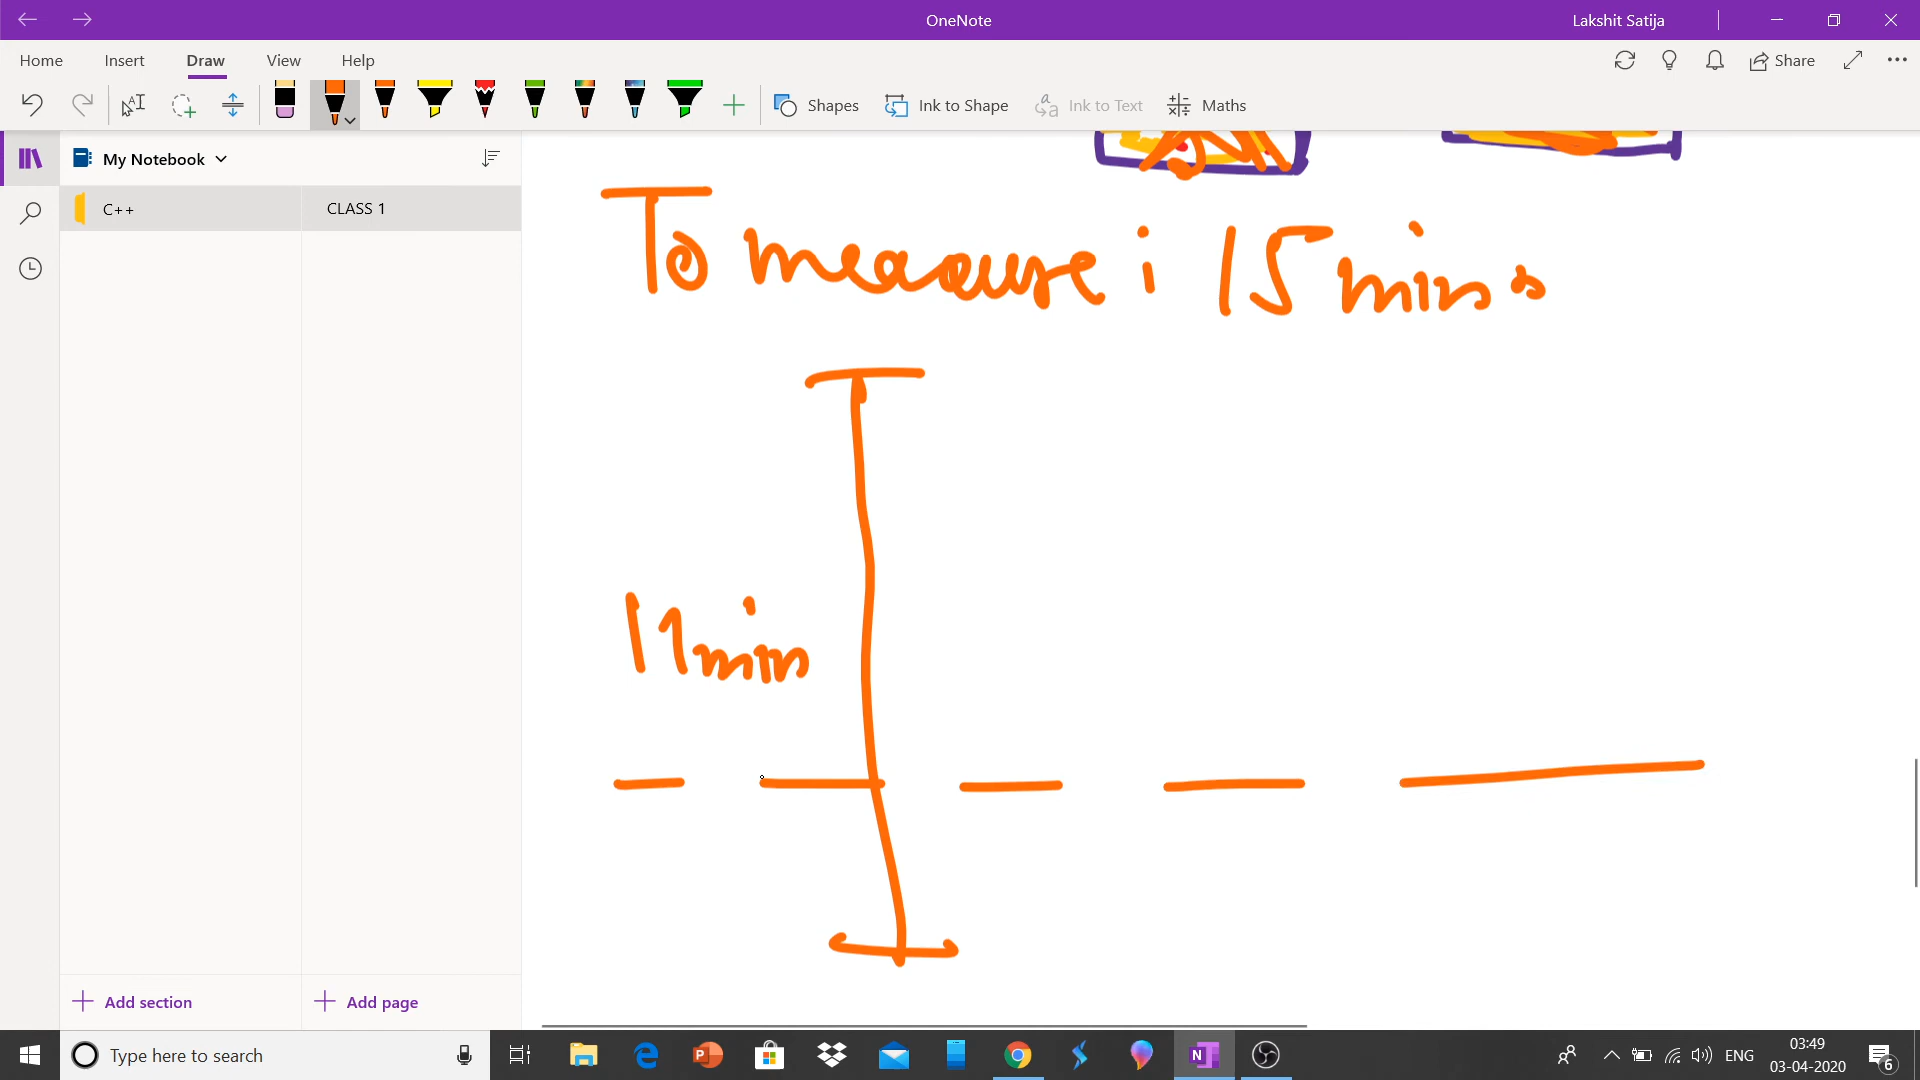 OneNote
Lakshit Satija
Home Insert Draw View Help
Share
Shapes Ink to Shape Ink to Text Maths
My Notebook
C++
CLASS 1
To measure : 15 mins
11 min
Add section
Add page
Type here to search
ENG
03:49
03-04-2020
6